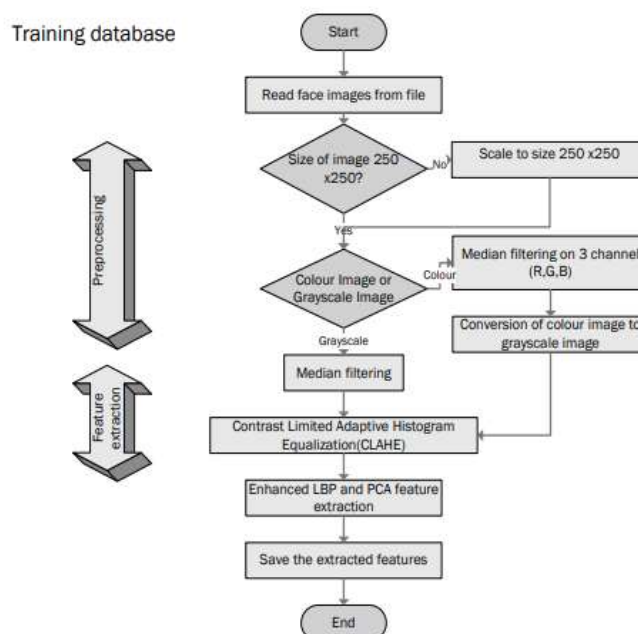 Training database
Start
Read face images from file
Size of image 250
x250?
No
Scale to size 250 x250
Yes
Preprocessing
Colour Image or
Grayscale Image
Colour
Median filtering on 3 channel
(R,G,B)
Conversion of colour image to
grayscale image
Grayscale
Median filtering
Feature
extraction
Contrast Limited Adaptive Histogram
Equalization(CLAHE)
Enhanced LBP and PCA feature
extraction
Save the extracted features
End